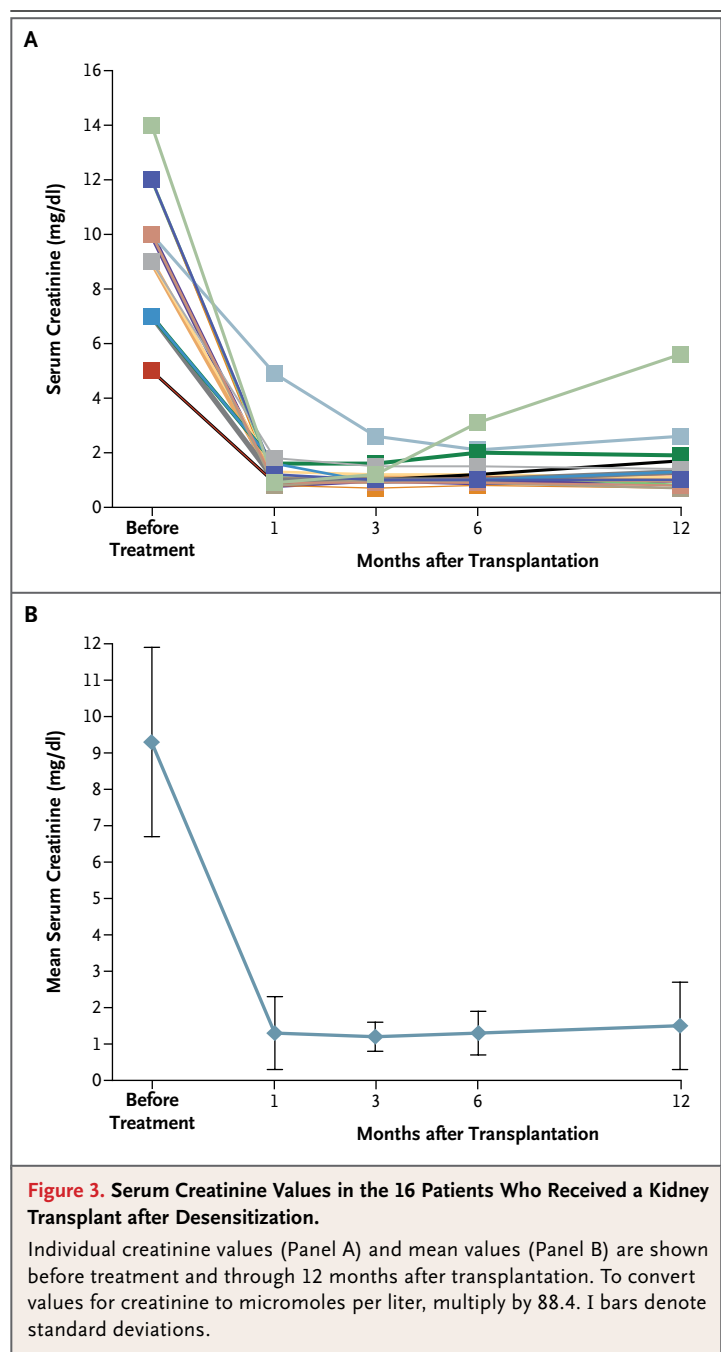 A
16
14
12
10
8
6
4
2
0
Serum Creatinine (mg/dl)
Before
Treatment
1
3
6
12
Months after Transplantation
B
12
11
10
9
8
7
6
5
4
3
2
1
0
Mean Serum Creatinine (mg/dl)
Before
Treatment
1
3
6
12
Months after Transplantation
Figure 3. Serum Creatinine Values in the 16 Patients Who Received a Kidney
Transplant after Desensitization.
Individual creatinine values (Panel A) and mean values (Panel B) are shown
before treatment and through 12 months after transplantation. To convert
values for creatinine to micromoles per liter, multiply by 88.4. I bars denote
standard deviations.